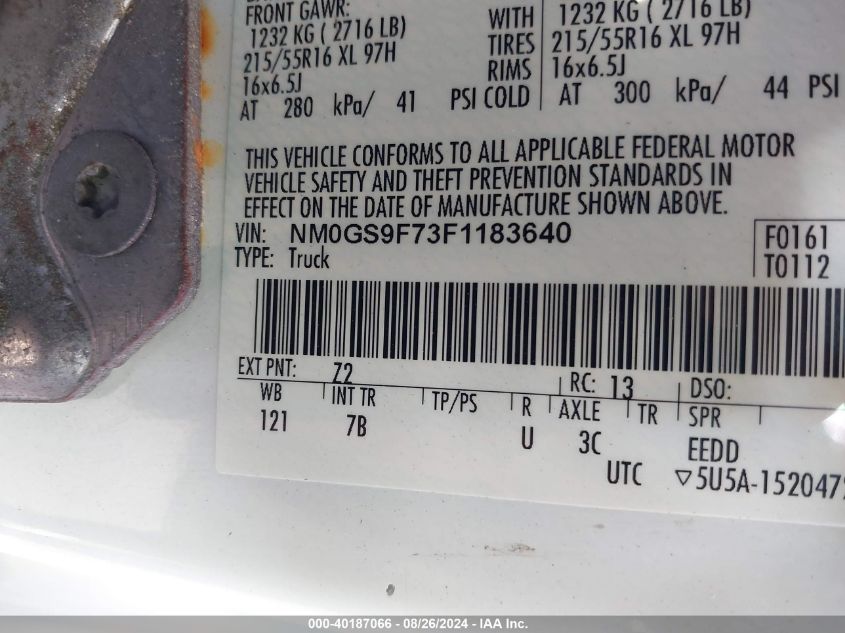 FRONT GAWR:
1232 KG ( 2716 LB) WITH 1232 KG ( 2716 LB)
215/55R16 XL 97H TIRES 215/55R16 XL 97H
16x6.5J RIMS 16x6.5J
AT 280 kPa/ 41 PSI COLD AT 300 kPa/ 44 PSI
THIS VEHICLE CONFORMS TO ALL APPLICABLE FEDERAL MOTOR
VEHICLE SAFETY AND THEFT PREVENTION STANDARDS IN
EFFECT ON THE DATE OF MANUFACTURE SHOWN ABOVE.
VIN: NM0GS9F73F1183640 F0161
TYPE: Truck T0112
EXT PNT: Z2 RC: 13 DSO:
WB INT TR TP/PS R AXLE TR SPR
121 7B U 3C EEDD
UTC ▽5U5A-1520472
000-40187066 - 08/26/2024 - IAA Inc.